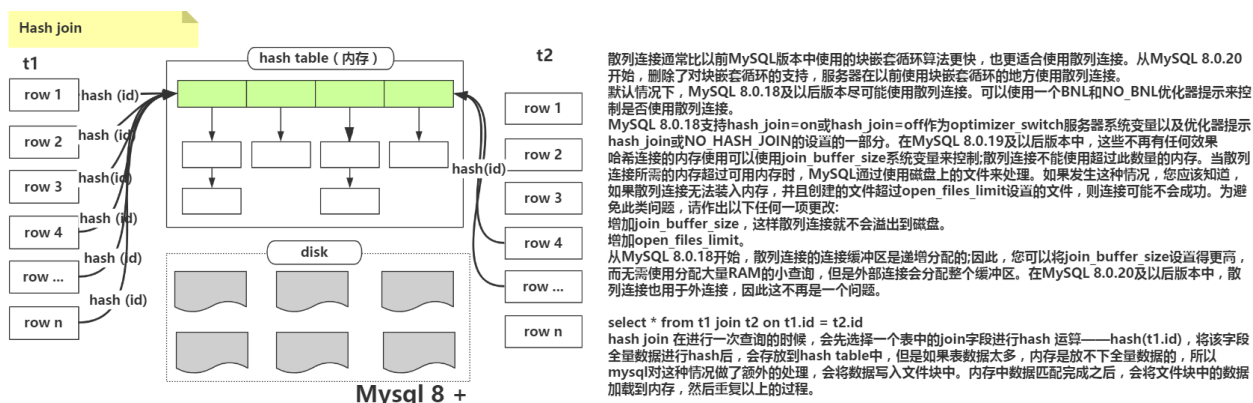 Hash join
t1
row 1
row 2
row 3
row 4
row ...
row n
hash (id)
hash (id)
hash(id)
hash (id)
hash (id)
hash (id)
hash table（内存）
hash(id)
disk
Mysql 8 +
t2
row 1
row 2
row 3
row 4
row ...
row n
散列连接通常比以前MySQL版本中使用的块嵌套循环算法更快，也更适合使用散列连接。从MySQL 8.0.20
开始，删除了对块嵌套循环的支持，服务器在以前使用块嵌套循环的地方使用散列连接。
默认情况下，MySQL 8.0.18及以后版本尽可能使用散列连接。可以使用一个BNL和NO_BNL优化器提示来控
制是否使用散列连接。
MySQL 8.0.18支持hash_join=on或hash_join=off作为optimizer_switch服务器系统变量以及优化器提示
hash_join或NO_HASH_JOIN的设置的一部分。在MySQL 8.0.19及以后版本中，这些不再有任何效果
哈希连接的内存使用可以使用join_buffer_size系统变量来控制;散列连接不能使用超过此数量的内存。当散列
连接所需的内存超过可用内存时，MySQL通过使用磁盘上的文件来处理。如果发生这种情况，您应该知道，
如果散列连接无法装入内存，并且创建的文件超过open_files_limit设置的文件，则连接可能不会成功。为避
免此类问题，请作出以下任何一项更改:
增加join_buffer_size，这样散列连接就不会溢出到磁盘。
增加open_files_limit。
从MySQL 8.0.18开始，散列连接的连接缓冲区是递增分配的;因此，您可以将join_buffer_size设置得更高，
而无需使用分配大量RAM的小查询，但是外部连接会分配整个缓冲区。在MySQL 8.0.20及以后版本中，散
列连接也用于外连接，因此这不再是一个问题。
select * from t1 join t2 on t1.id = t2.id
hash join 在进行一次查询的时候，会先选择一个表中的join字段进行hash 运算——hash(t1.id)，将该字段
全量数据进行hash后，会存放到hash table中，但是如果表数据太多，内存是放不下全量数据的，所以
mysql对这种情况做了额外的处理，会将数据写入文件块中。内存中数据匹配完成之后，会将文件块中的数据
加载到内存，然后重复以上的过程。